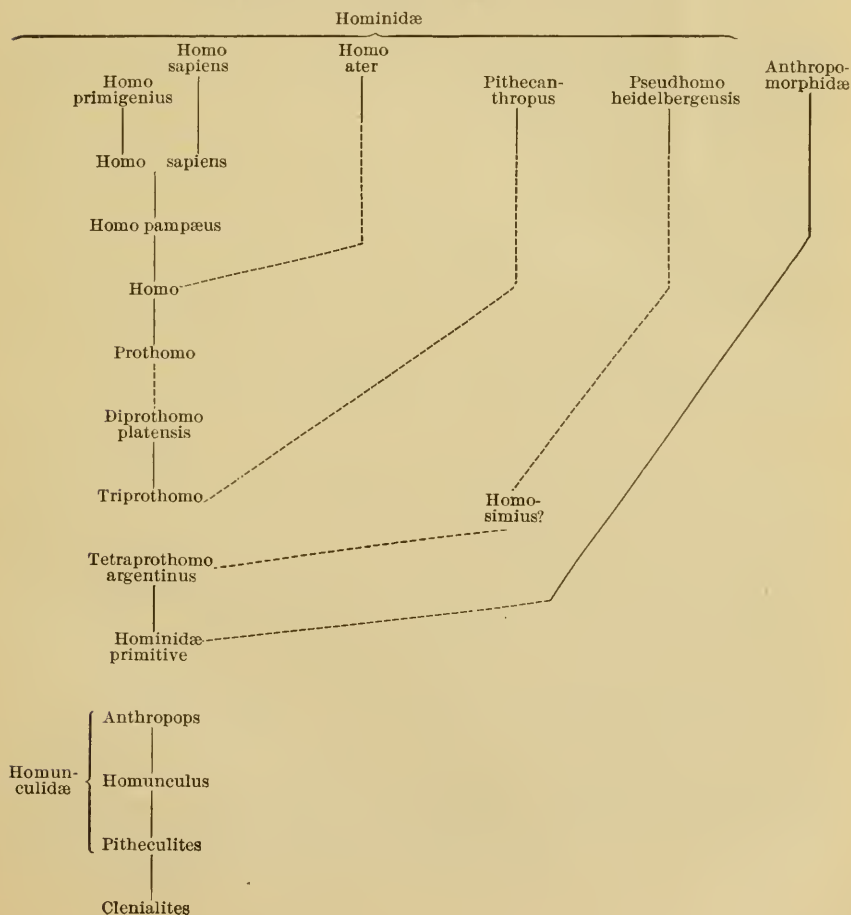 Hominidæ
Homo
sapiens
Homo
ater
Homo
primigenius
Pithecan-
thropus
Pseudhomo
heidelbergensis
Anthropo-
morphidæ
Homo sapiens
Homo pampæus
Homo
Prothomo
Diprothomo
platensis
Triprothomo
Homo-
simius?
Tetraprothomo
argentinus
Hominidæ
primitive
Homun-
culidæ
Anthropops
Homunculus
Pitheculites
Clenialites